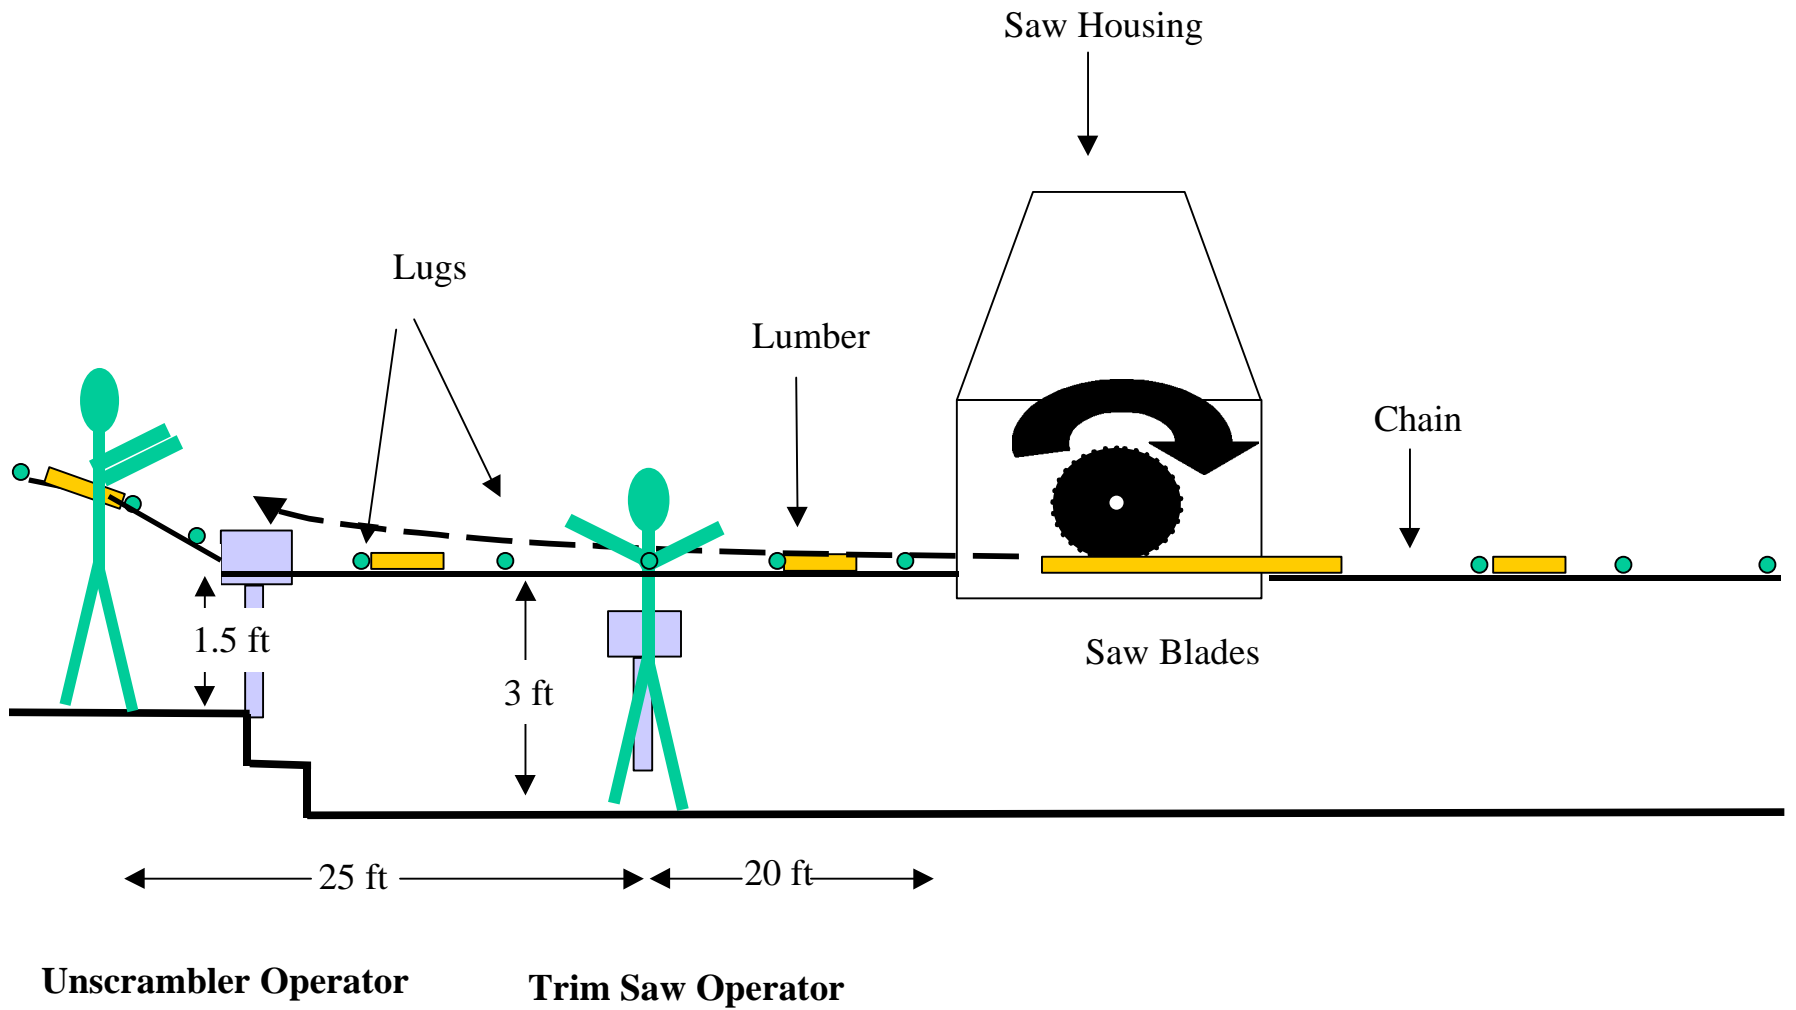 Saw Housing
Lugs
Lumber
Chain
1.5 ft
3 ft
Saw Blades
25 ft
20 ft
Unscrambler Operator
Trim Saw Operator